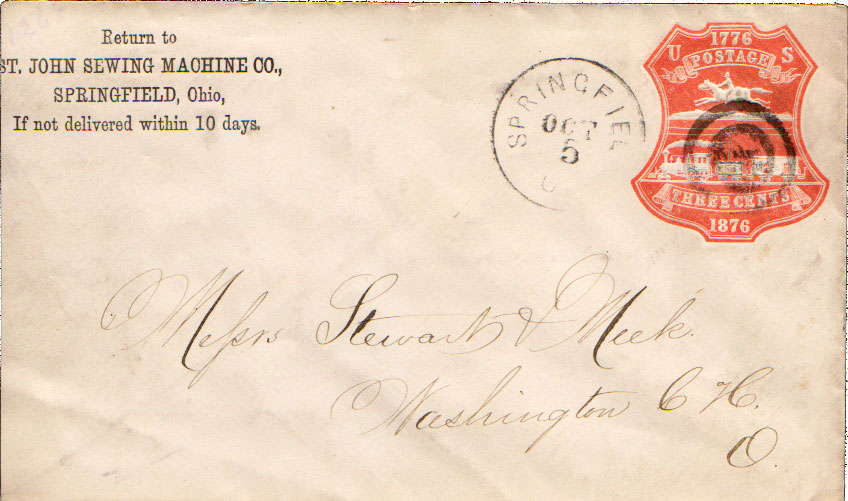 Return to
ST. JOHN SEWING MACHINE CO.,
SPRINGFIELD, Ohio,
If not delivered within 10 days.
SPRINGFIEL
OCT
5
1776
U S
POSTAGE
THREE CENTS
1876
Messrs Stewart & Meek.
Washington C. H.
O.